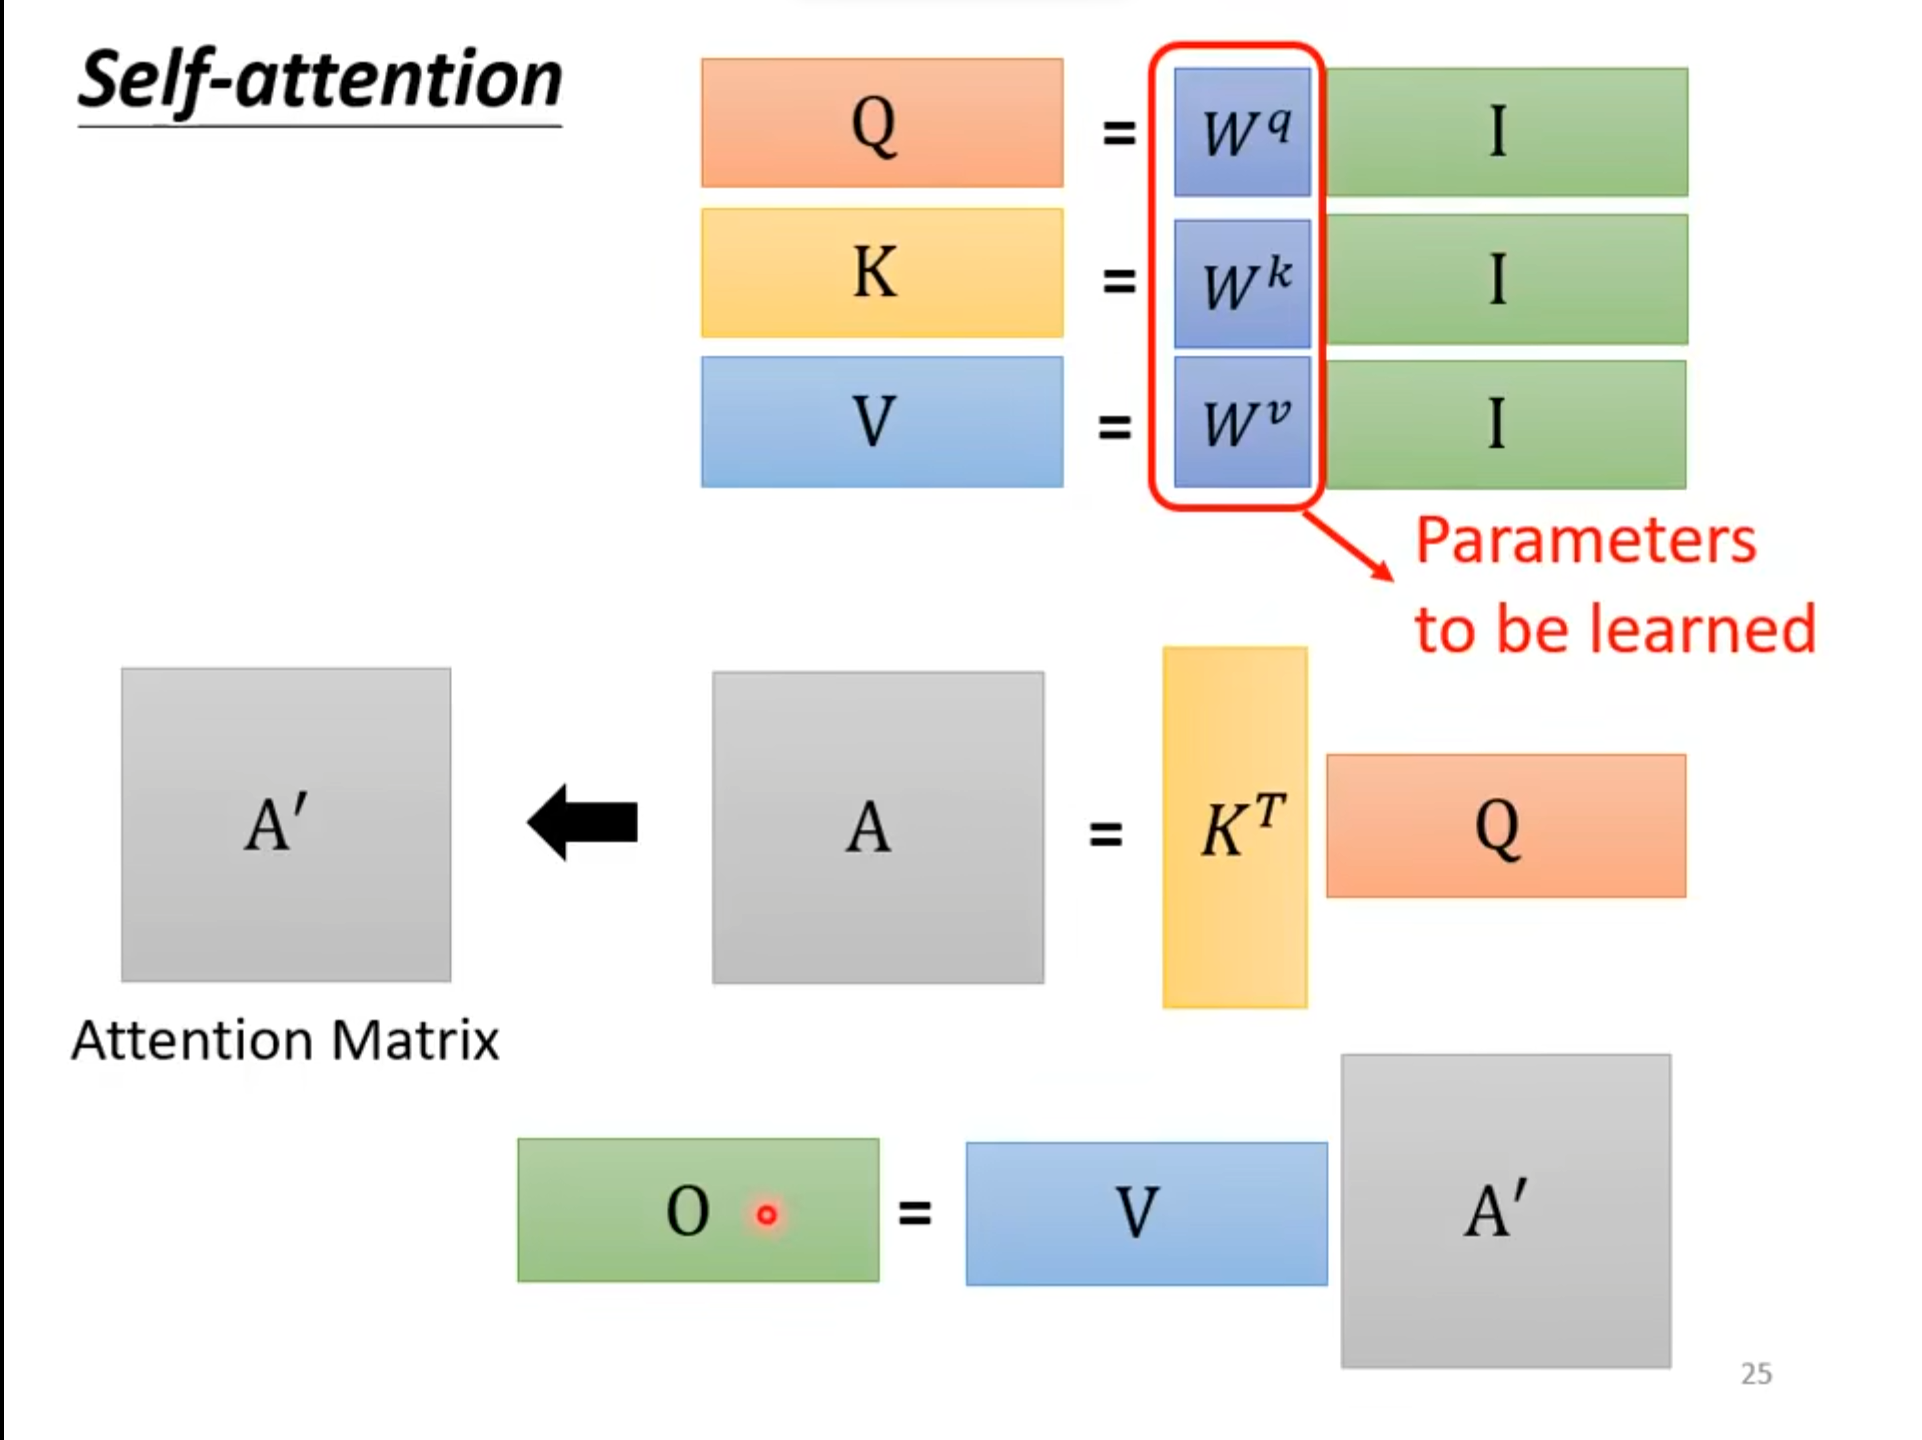 Self-attention
Q = W^q I
K = W^k I
V = W^v I
Parameters
to be learned
A′ A = K^T Q
Attention Matrix
O = V A′
25